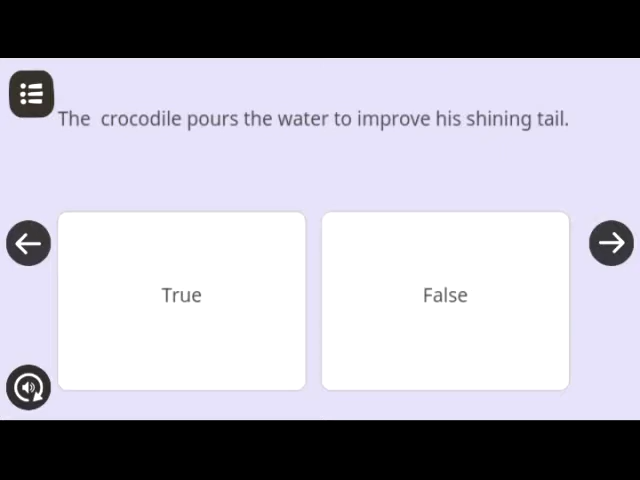 The  crocodile pours the water to improve his shining tail.
True
False